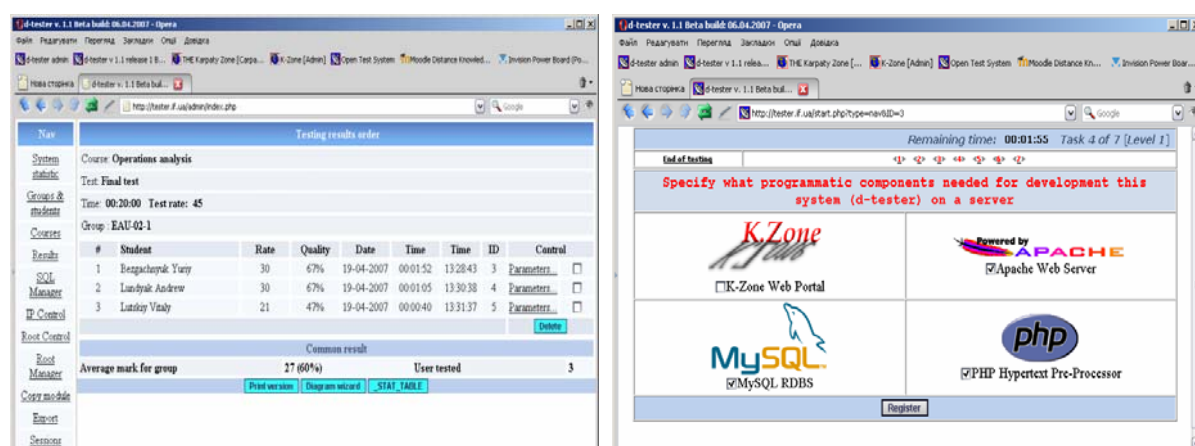 d-tester v. 1.1 Beta build: 06.04.2007 - Opera
Файл Редагувати Перегляд Закладки Опції Довідка
d-tester admin d-tester v 1.1 release 1 B... THE Karpaty Zone [Carpa... K-Zone [Admin] Open Test System Moodle Distance Knowled... Invision Power Board (Po...
Нова сторінка d-tester v. 1.1 Beta buil...
http://tester.if.ua/admin/index.php Google
Nav
System
statistic
Groups &
students
Courses
Results
SQL
Manager
IP Control
Root Control
Root
Manager
Copy module
Export
Sessions
Testing results order
Course: Operations analysis
Test: Final test
Time: 00:20:00 Test rate: 45
Group : EAU-02-1
# Student Rate Quality Date Time Time ID Control
1 Bezgachnyuk Yuriy 30 67% 19-04-2007 00:01:52 13:28:43 3 Parameters...
2 Lundyak Andrew 30 67% 19-04-2007 00:01:05 13:30:38 4 Parameters...
3 Lutskiy Vitaly 21 47% 19-04-2007 00:00:40 13:31:37 5 Parameters...
Delete
Common result
Average mark for group 27 (60%) User tested 3
Print version Diagram wizard _STAT_TABLE
d-tester v. 1.1 Beta build: 06.04.2007 - Opera
Файл Редагувати Перегляд Закладки Опції Довідка
d-tester admin d-tester v 1.1 relea... THE Karpaty Zone [... K-Zone [Admin] Open Test System Moodle Distance Kn... Invision Power Boar...
Нова сторінка d-tester v. 1.1 Beta buil...
http://tester.if.ua/start.php?type=nav&ID=3 Google
Remaining time: 00:01:55 Task 4 of 7 [Level 1]
End of testing <1> <2> <3> <4> <5> <6> <7>
Specify what programmatic components needed for development this
system (d-tester) on a server
K.Zone
K-Zone Web Portal
Powered by
APACHE
Apache Web Server
MySQL
MySQL RDBS
php
PHP Hypertext Pre-Processor
Register